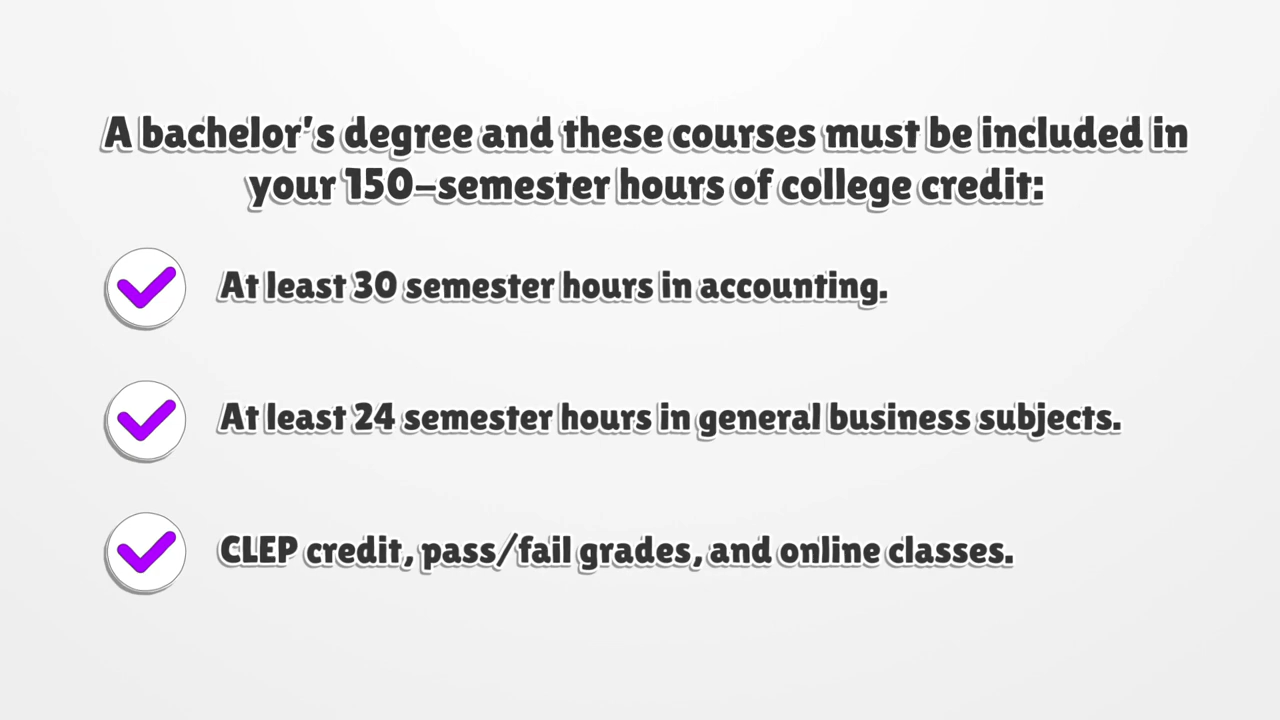 A bachelor's degree and these courses must be included in
your 150-semester hours of college credit:
At least 30 semester hours in accounting.
At least 24 semester hours in general business subjects.
CLEP credit, pass/fail grades, and online classes.